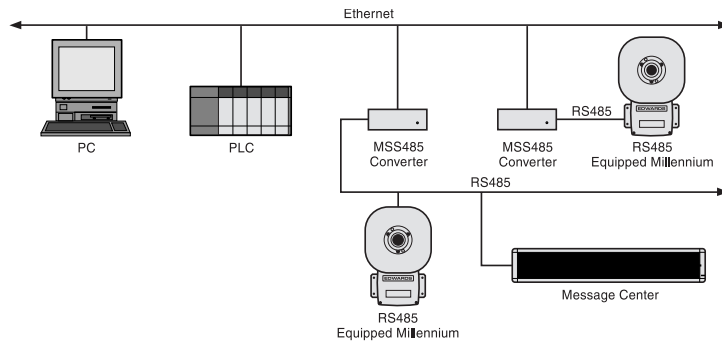 Ethernet
PC
PLC
MSS485
Converter
MSS485
Converter
RS485
EDWARDS
RS485
Equipped Millennium
RS485
EDWARDS
RS485
Equipped Millennium
Message Center